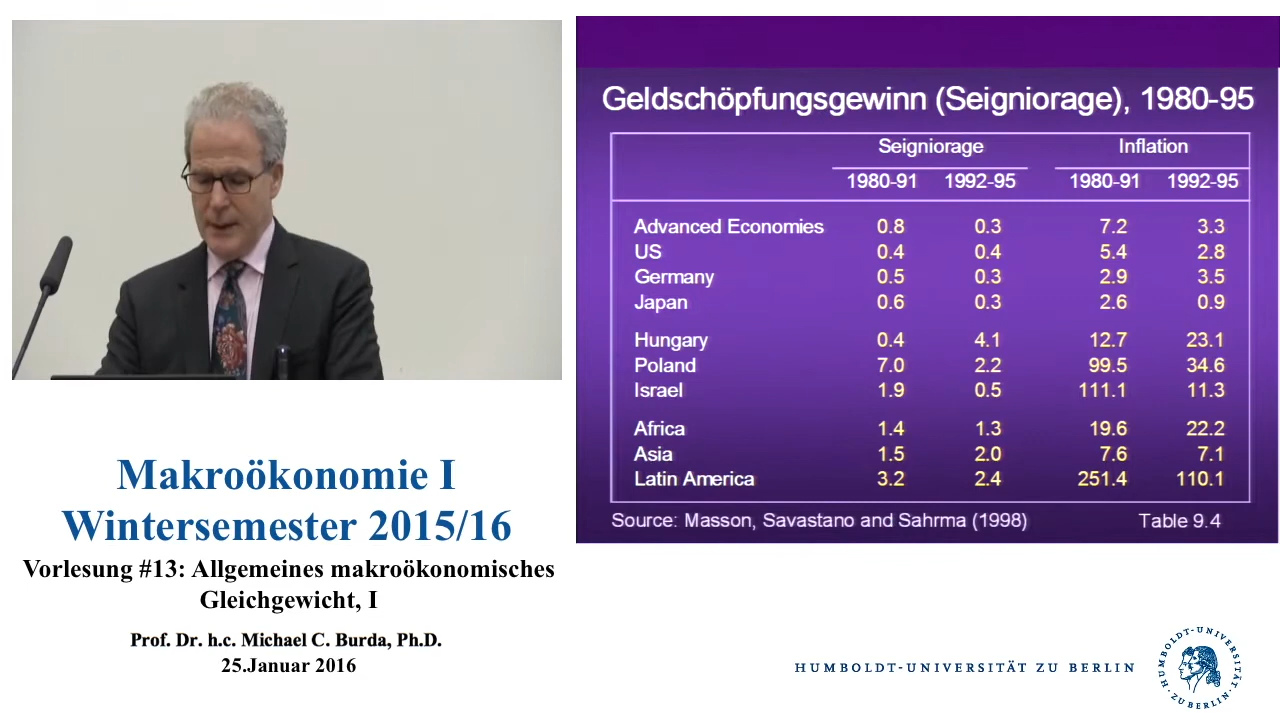 Geldschöpfungsgewinn (Seigniorage), 1980-95
Seigniorage Inflation
1980-91 1992-95 1980-91 1992-95
Advanced Economies 0.8 0.3 7.2 3.3
US 0.4 0.4 5.4 2.8
Germany 0.5 0.3 2.9 3.5
Japan 0.6 0.3 2.6 0.9
Hungary 0.4 4.1 12.7 23.1
Poland 7.0 2.2 99.5 34.6
Israel 1.9 0.5 111.1 11.3
Africa 1.4 1.3 19.6 22.2
Asia 1.5 2.0 7.6 7.1
Latin America 3.2 2.4 251.4 110.1
Source: Masson, Savastano and Sahrma (1998) Table 9.4
Makroökonomie I
Wintersemester 2015/16
Vorlesung #13: Allgemeines makroökonomisches
Gleichgewicht, I
Prof. Dr. h.c. Michael C. Burda, Ph.D.
25.Januar 2016
HUMBOLDT-UNIVERSITÄT ZU BERLIN
HUMBOLDT-UNIVERSITÄT ZU BERLIN